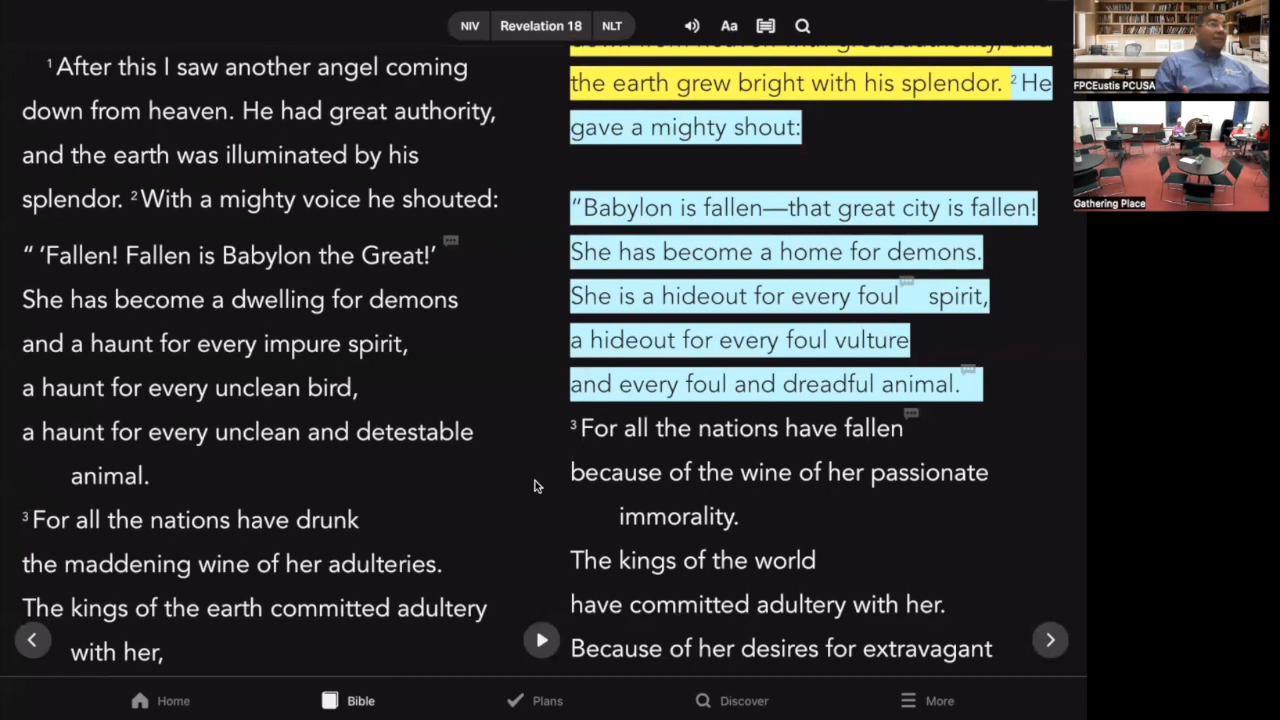 NIV Revelation 18 NLT Aa
1 After this I saw another angel coming
down from heaven. He had great authority,
and the earth was illuminated by his
splendor. 2 With a mighty voice he shouted:
“ ‘Fallen! Fallen is Babylon the Great!’
She has become a dwelling for demons
and a haunt for every impure spirit,
a haunt for every unclean bird,
a haunt for every unclean and detestable
animal.
3 For all the nations have drunk
the maddening wine of her adulteries.
The kings of the earth committed adultery
with her,
down from heaven with great authority, and
the earth grew bright with his splendor. 2 He
gave a mighty shout:
“Babylon is fallen—that great city is fallen!
She has become a home for demons.
She is a hideout for every foul spirit,
a hideout for every foul vulture
and every foul and dreadful animal.
3 For all the nations have fallen
because of the wine of her passionate
immorality.
The kings of the world
have committed adultery with her.
Because of her desires for extravagant
Home Bible Plans Discover More
FPCEustis PCUSA
Gathering Place